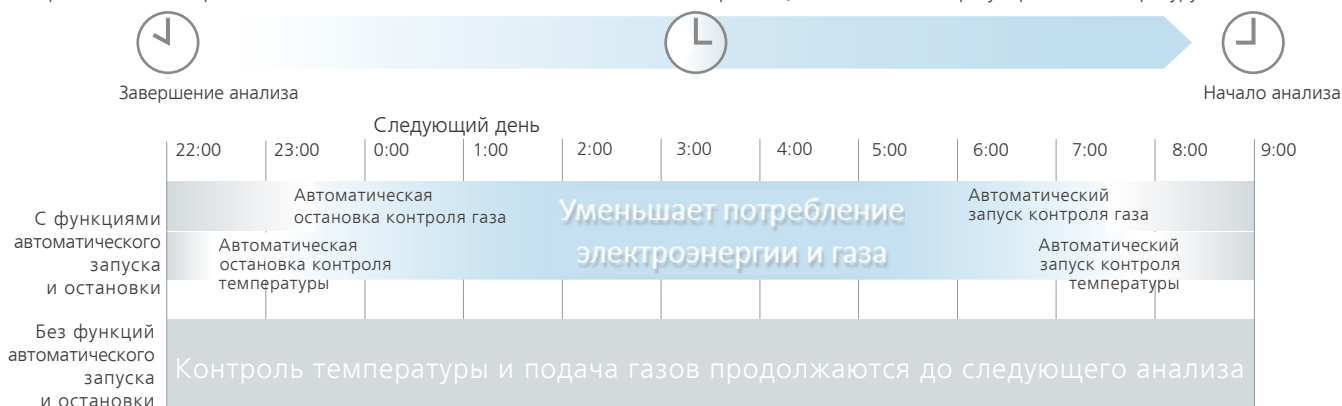 Завершение анализа
Начало анализа
Следующий день
22:00 23:00 0:00 1:00 2:00 3:00 4:00 5:00 6:00 7:00 8:00 9:00
С функциями
автоматического
запуска
и остановки
Автоматическая
остановка контроля газа
Автоматическая
остановка контроля
температуры
Уменьшает потребление
электроэнергии и газа
Автоматический
запуск контроля газа
Автоматический
запуск контроля
температуры
Без функций
автоматического
запуска
и остановки
Контроль температуры и подача газов продолжаются до следующего анализа